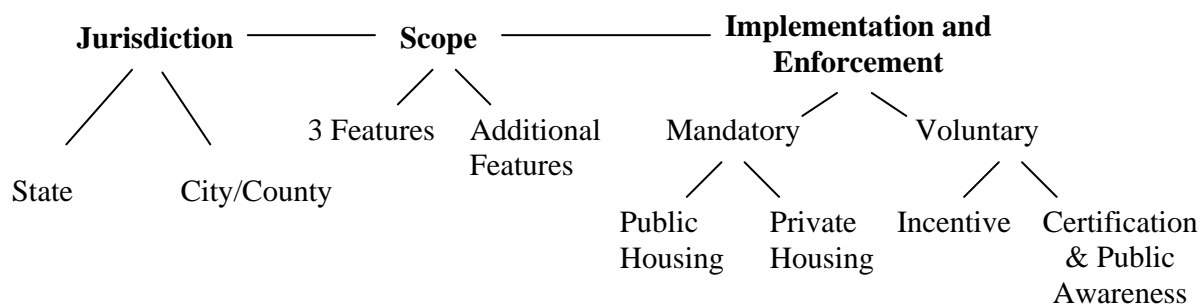 Jurisdiction
Scope
Implementation and
Enforcement
3 Features
Additional
Features
Mandatory
Voluntary
State
City/County
Public
Housing
Private
Housing
Incentive
Certification
& Public
Awareness